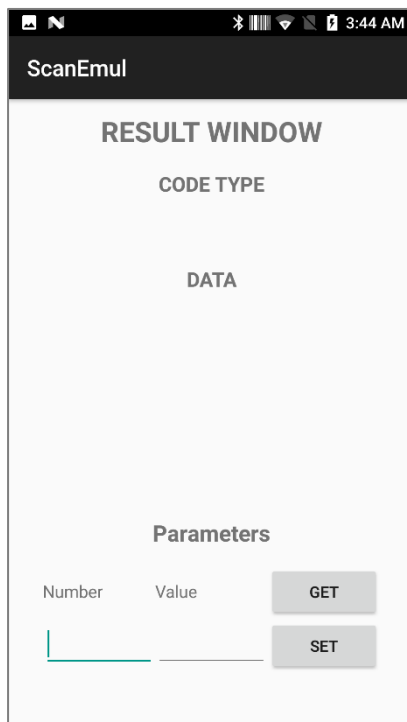 3:44 AM
ScanEmul
RESULT WINDOW
CODE TYPE
DATA
Parameters
Number Value GET
SET